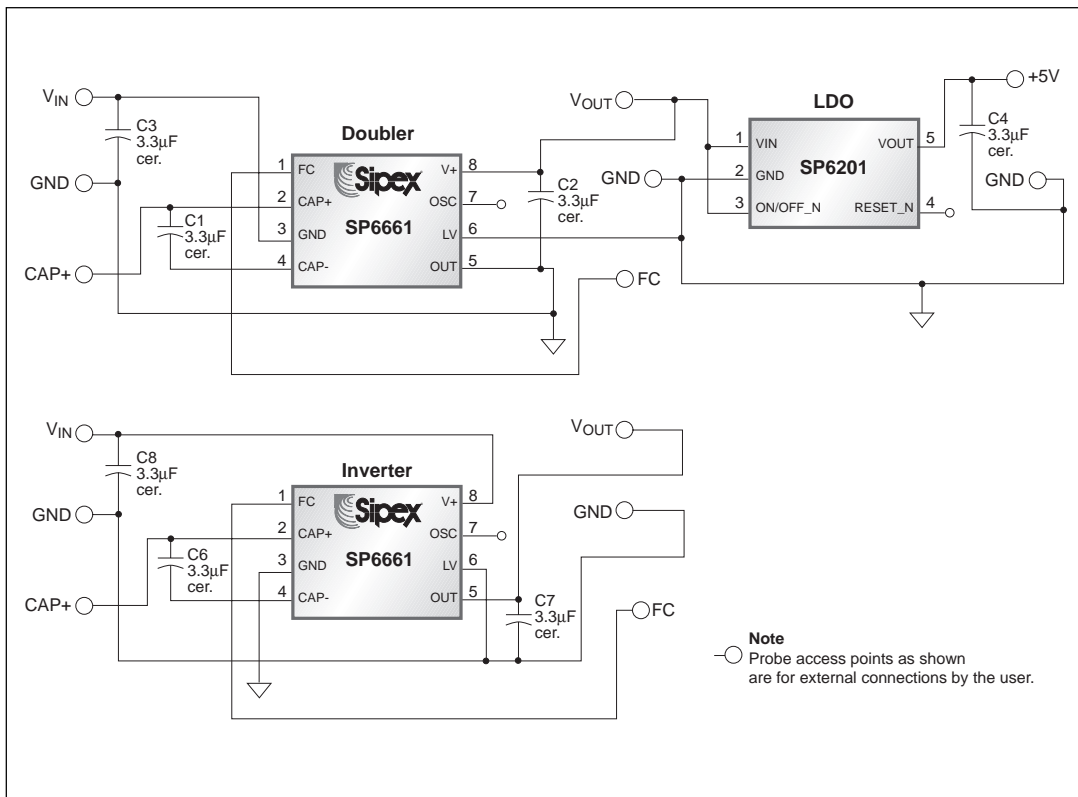 V_IN
C3
3.3µF
cer.
GND
C1
3.3µF
cer.
CAP+
Doubler
Sipex
SP6661
1 FC
2 CAP+
3 GND
4 CAP-
V+ 8
OSC 7
LV 6
OUT 5
C2
3.3µF
cer.
V_OUT
GND
FC
LDO
SP6201
1 VIN
2 GND
3 ON/OFF_N
VOUT 5
RESET_N 4
+5V
C4
3.3µF
cer.
GND
V_IN
C8
3.3µF
cer.
GND
C6
3.3µF
cer.
CAP+
Inverter
Sipex
SP6661
1 FC
2 CAP+
3 GND
4 CAP-
V+ 8
OSC 7
LV 6
OUT 5
C7
3.3µF
cer.
V_OUT
GND
FC
Note
Probe access points as shown
are for external connections by the user.